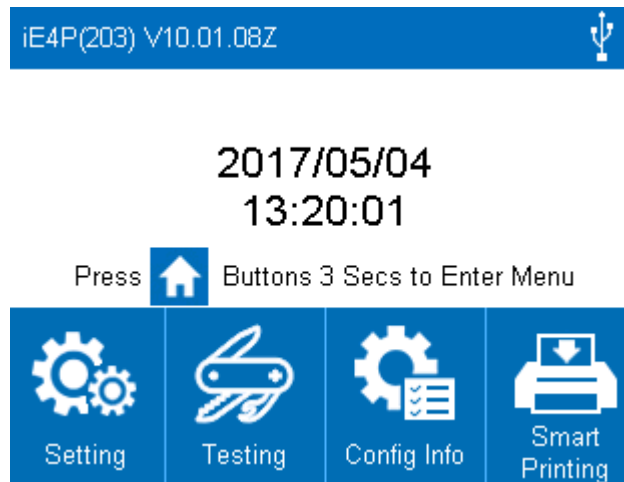 iE4P(203) V10.01.08Z
2017/05/04
13:20:01
Press Buttons 3 Secs to Enter Menu
Setting
Testing
Config Info
Smart
Printing